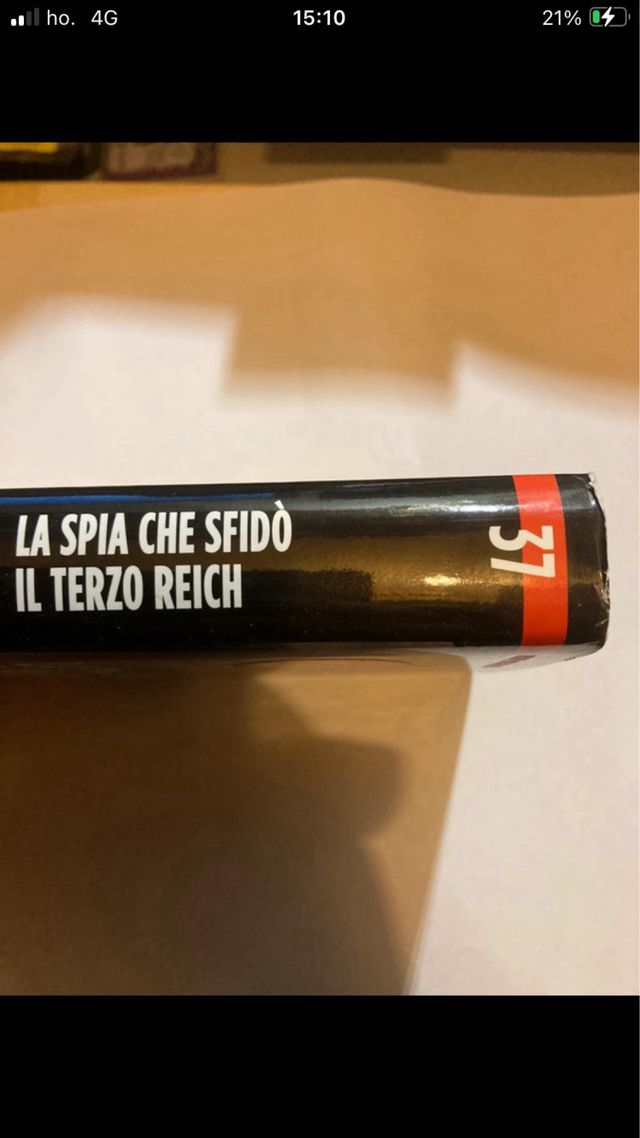 ho. 4G 15:10 21%
LA SPIA CHE SFIDÒ
IL TERZO REICH
37